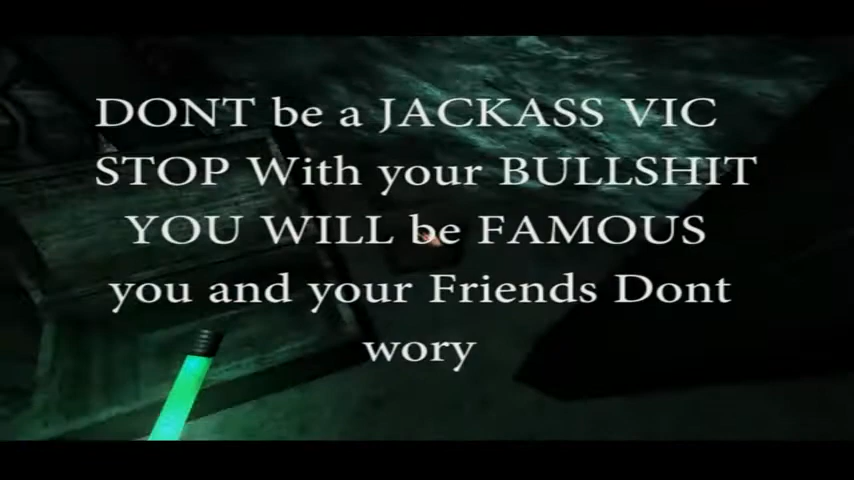 DONT be a JACKASS VIC
STOP With your BULLSHIT
YOU WILL be FAMOUS
you and your Friends Dont
wory